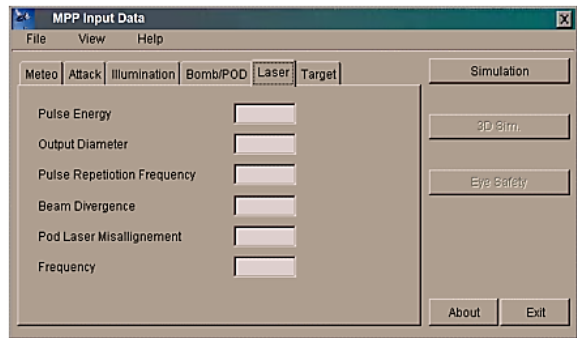 MPP Input Data
File View Help
Meteo Attack Illumination Bomb/POD Laser Target
Pulse Energy
Output Diameter
Pulse Repetiotion Frequency
Beam Divergence
Pod Laser Misallignement
Frequency
Simulation
3D Sim.
Eye Safety
About Exit